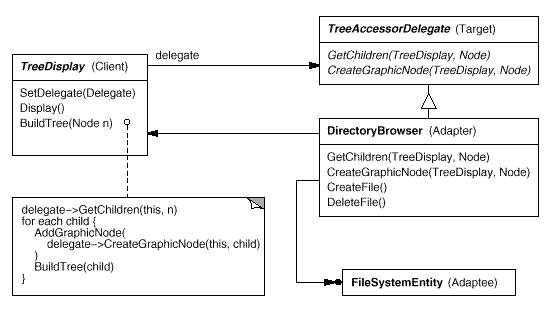 TreeAccessorDelegate (Target)
GetChildren(TreeDisplay, Node)
CreateGraphicNode(TreeDisplay, Node)
delegate
TreeDisplay (Client)
SetDelegate(Delegate)
Display()
BuildTree(Node n)
DirectoryBrowser (Adapter)
GetChildren(TreeDisplay, Node)
CreateGraphicNode(TreeDisplay, Node)
CreateFile()
DeleteFile()
delegate->GetChildren(this, n)
for each child {
AddGraphicNode(
delegate->CreateGraphicNode(this, child)
)
BuildTree(child)
}
FileSystemEntity (Adaptee)